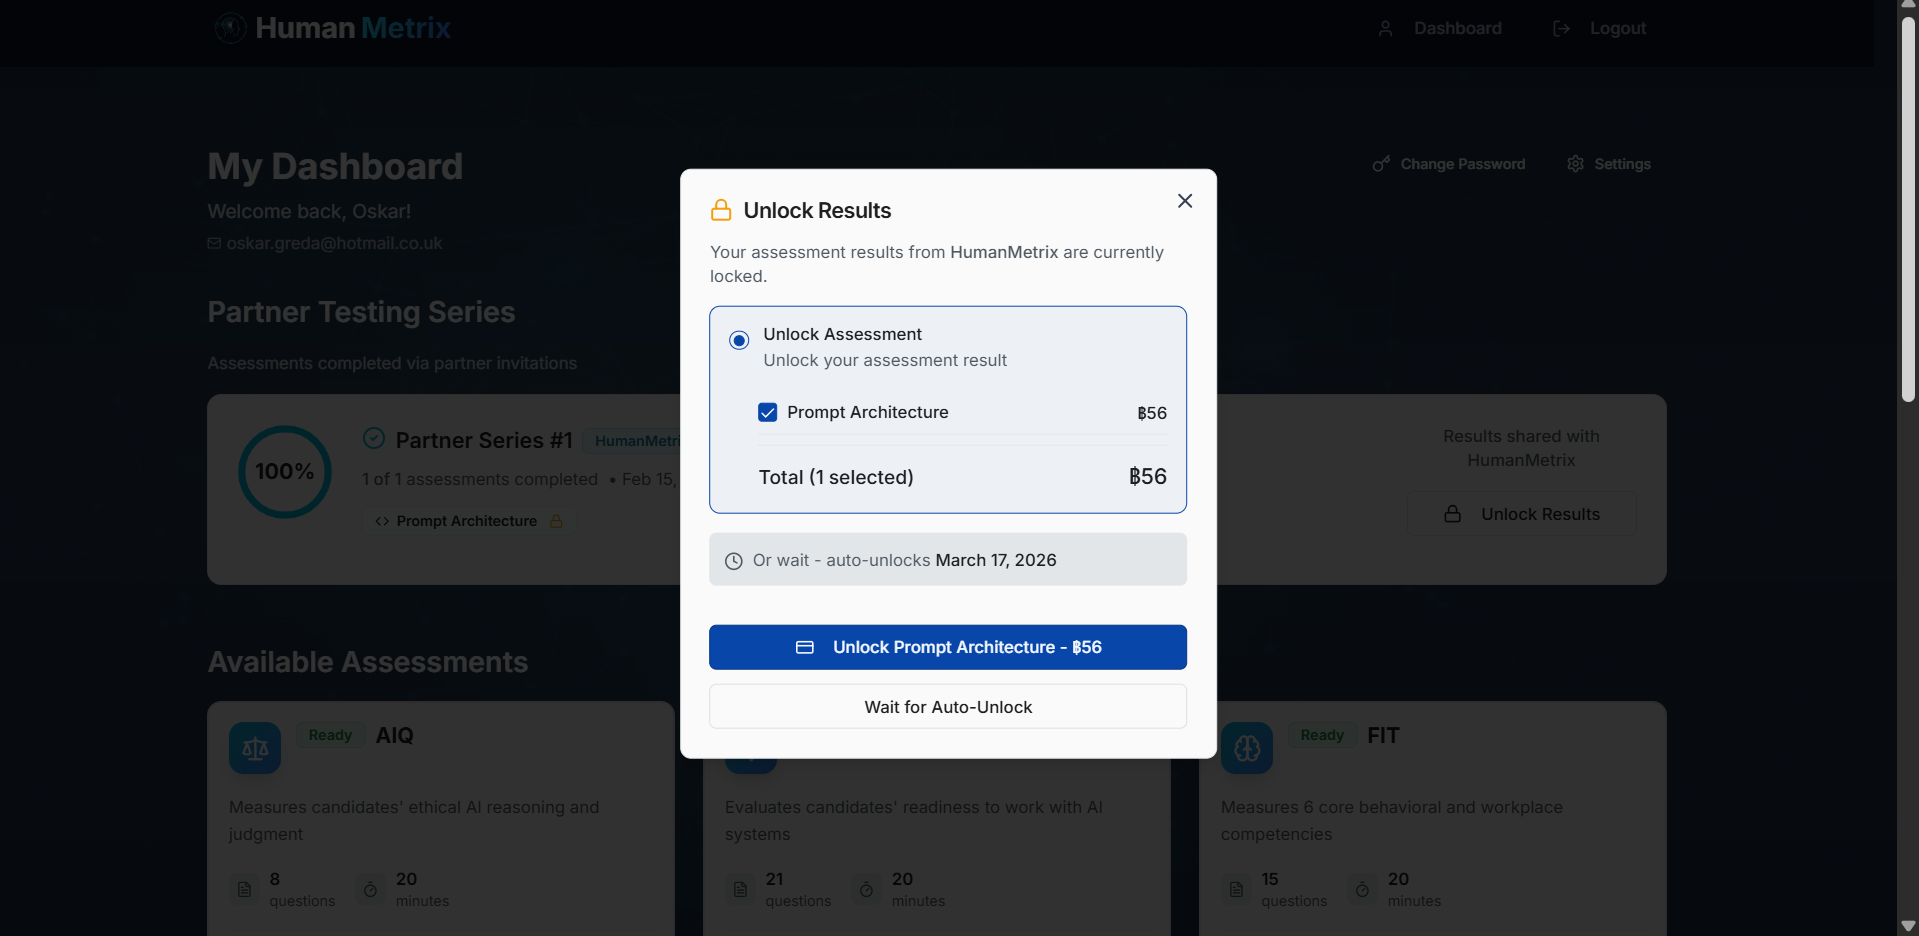 Human Metrix
Dashboard
Logout
My Dashboard
Welcome back, Oskar!
oskar.greda@hotmail.co.uk
Change Password
Settings
Partner Testing Series
Assessments completed via partner invitations
100%
Partner Series #1
HumanMetri
1 of 1 assessments completed • Feb 15,
Prompt Architecture
Results shared with
HumanMetrix
Unlock Results
Unlock Results
Your assessment results from HumanMetrix are currently
locked.
Unlock Assessment
Unlock your assessment result
Prompt Architecture ฿56
Total (1 selected) ฿56
Or wait - auto-unlocks March 17, 2026
Unlock Prompt Architecture - ฿56
Wait for Auto-Unlock
Available Assessments
Ready AIQ
Measures candidates' ethical AI reasoning and
judgment
8
questions
20
minutes
Evaluates candidates' readiness to work with AI
systems
21
questions
20
minutes
Ready FIT
Measures 6 core behavioral and workplace
competencies
15
questions
20
minutes